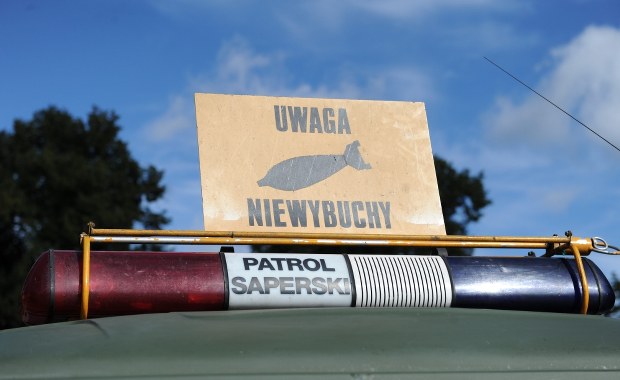 UWAGA
NIEWYBUCHY
PATROL
SAPERSKI